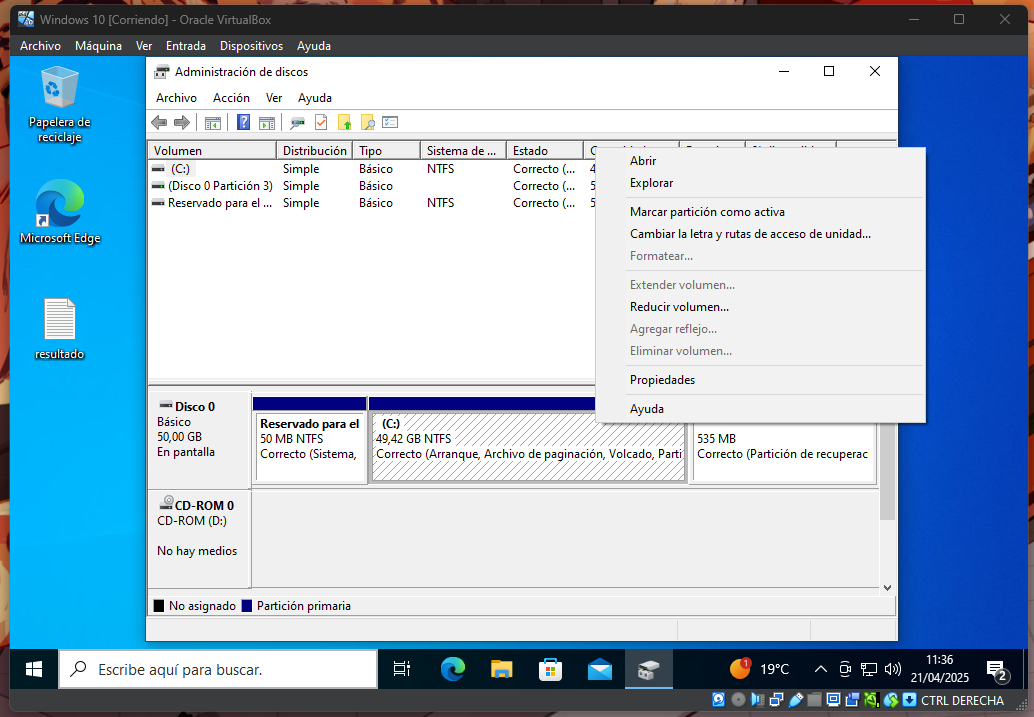 Windows 10 [Corriendo] - Oracle VirtualBox
Archivo Máquina Ver Entrada Dispositivos Ayuda
Papelera de
reciclaje
Microsoft Edge
resultado
Administración de discos
Archivo Acción Ver Ayuda
Volumen Distribución Tipo Sistema de ... Estado
(C:) Simple Básico NTFS Correcto (...
(Disco 0 Partición 3) Simple Básico Correcto (...
Reservado para el ... Simple Básico NTFS Correcto (...
Abrir
Explorar
Marcar partición como activa
Cambiar la letra y rutas de acceso de unidad...
Formatear...
Extender volumen...
Reducir volumen...
Agregar reflejo...
Eliminar volumen...
Propiedades
Ayuda
Disco 0
Básico
50,00 GB
En pantalla
Reservado para el
50 MB NTFS
Correcto (Sistema,
(C:)
49,42 GB NTFS
Correcto (Arranque, Archivo de paginación, Volcado, Parti
535 MB
Correcto (Partición de recuperac
CD-ROM 0
CD-ROM (D:)
No hay medios
No asignado Partición primaria
Escribe aquí para buscar.
1
19°C
11:36
21/04/2025
2
CTRL DERECHA